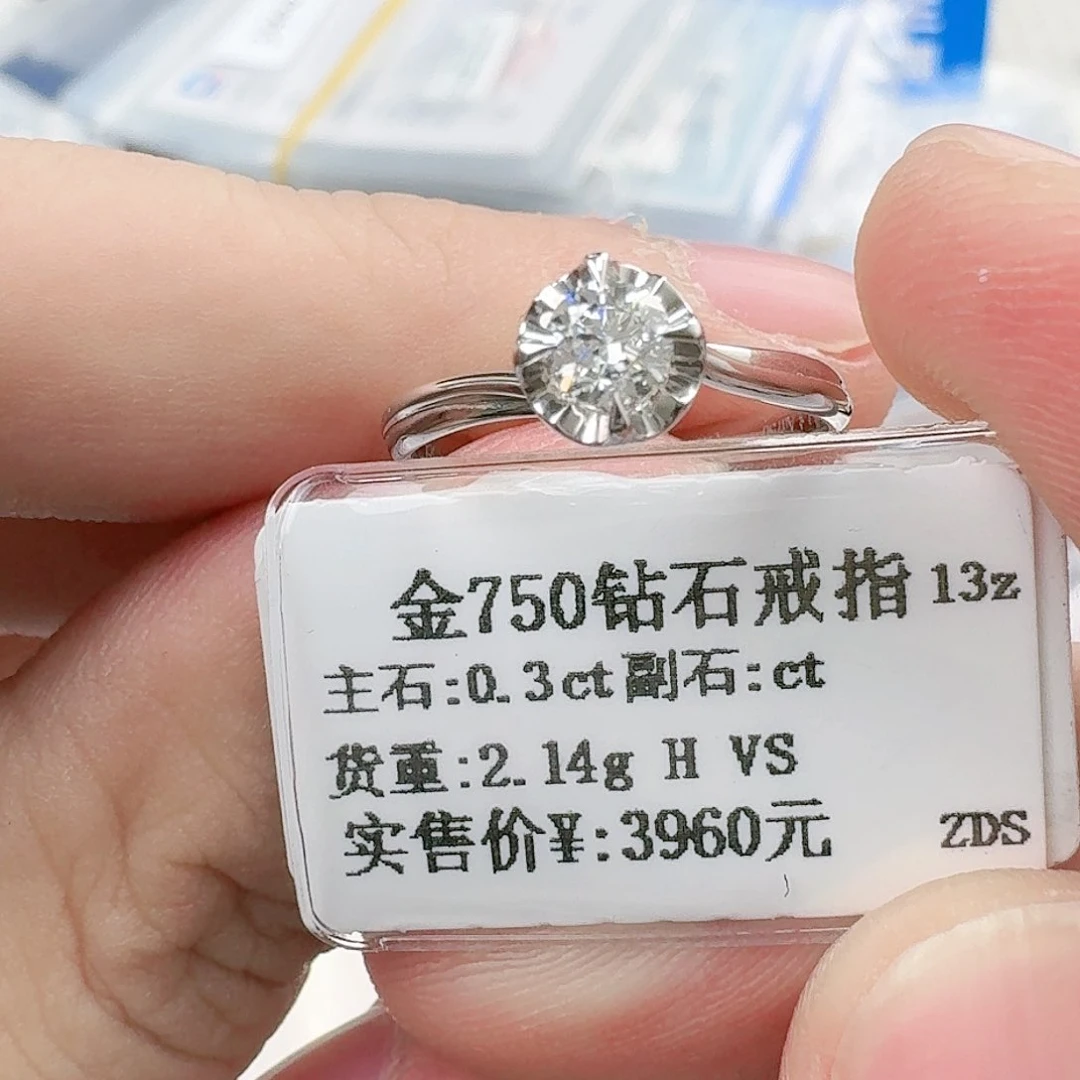 金750钻石戒指 13z
主石:0.3ct副石:ct
货重:2.14g H VS
实售价¥:3960元 ZDS